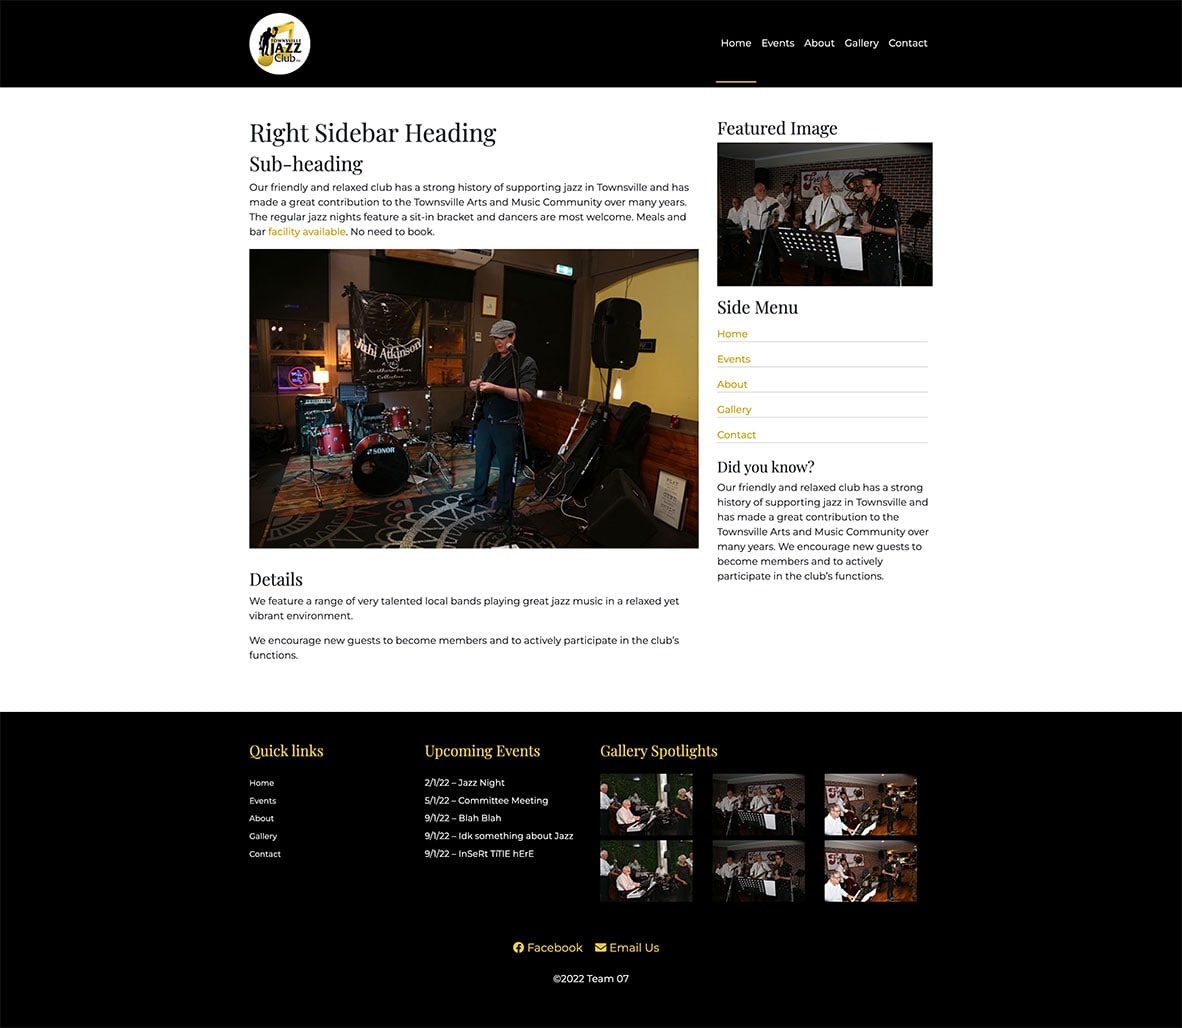 TOWNSVILLE
JAZZ
Club
Home Events About Gallery Contact
Right Sidebar Heading
Sub-heading
Our friendly and relaxed club has a strong history of supporting jazz in Townsville and has
made a great contribution to the Townsville Arts and Music Community over many years.
The regular jazz nights feature a sit-in bracket and dancers are most welcome. Meals and
bar facility available. No need to book.
Juhi Atkinson
& the
Northern Blues
Collective
SONOR
Details
We feature a range of very talented local bands playing great jazz music in a relaxed yet
vibrant environment.
We encourage new guests to become members and to actively participate in the club's
functions.
Featured Image
Side Menu
Home
Events
About
Gallery
Contact
Did you know?
Our friendly and relaxed club has a strong
history of supporting jazz in Townsville and
has made a great contribution to the
Townsville Arts and Music Community over
many years. We encourage new guests to
become members and to actively
participate in the club's functions.
Quick links
Home
Events
About
Gallery
Contact
Upcoming Events
2/1/22 – Jazz Night
5/1/22 – Committee Meeting
9/1/22 – Blah Blah
9/1/22 – Idk something about Jazz
9/1/22 – InSeRt TiTlE hErE
Gallery Spotlights
Facebook Email Us
©2022 Team 07